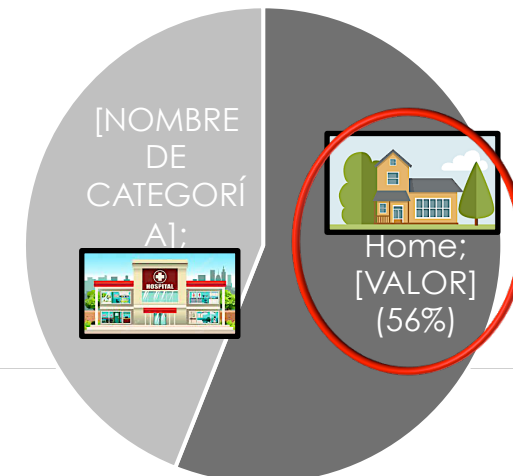 [NOMBRE
DE
CATEGORÍ
A];
HOSPITAL
Home;
[VALOR]
(56%)